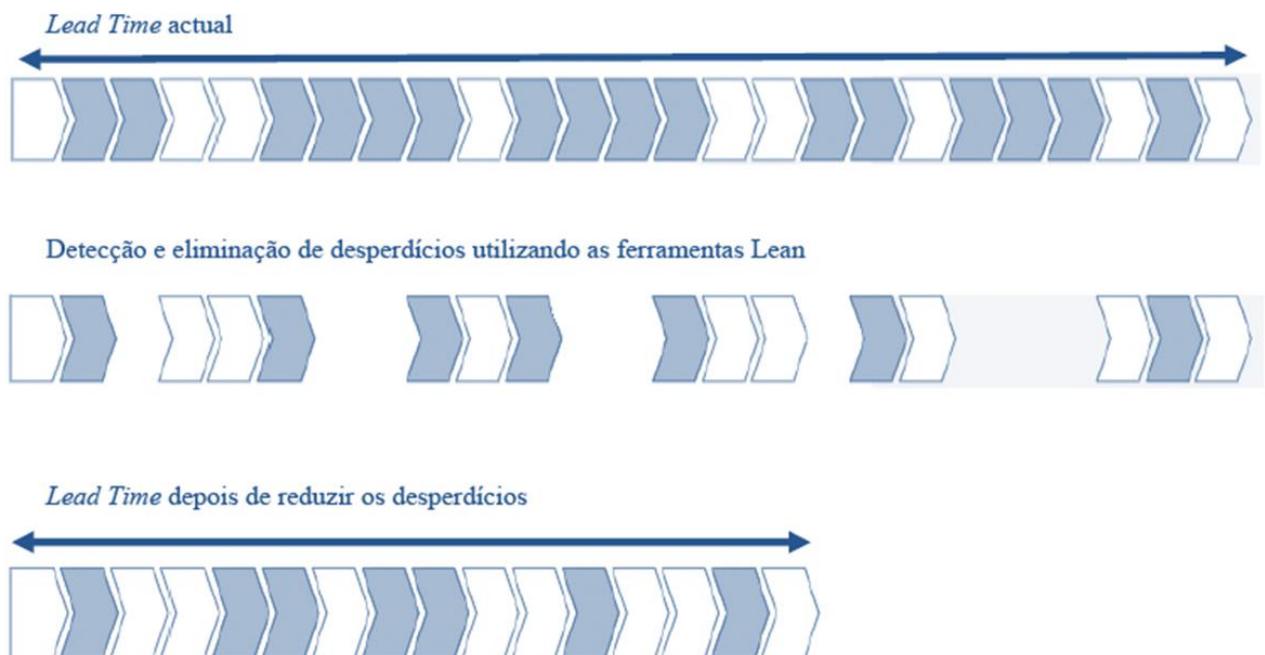 Lead Time actual
Detecção e eliminação de desperdícios utilizando as ferramentas Lean
Lead Time depois de reduzir os desperdícios